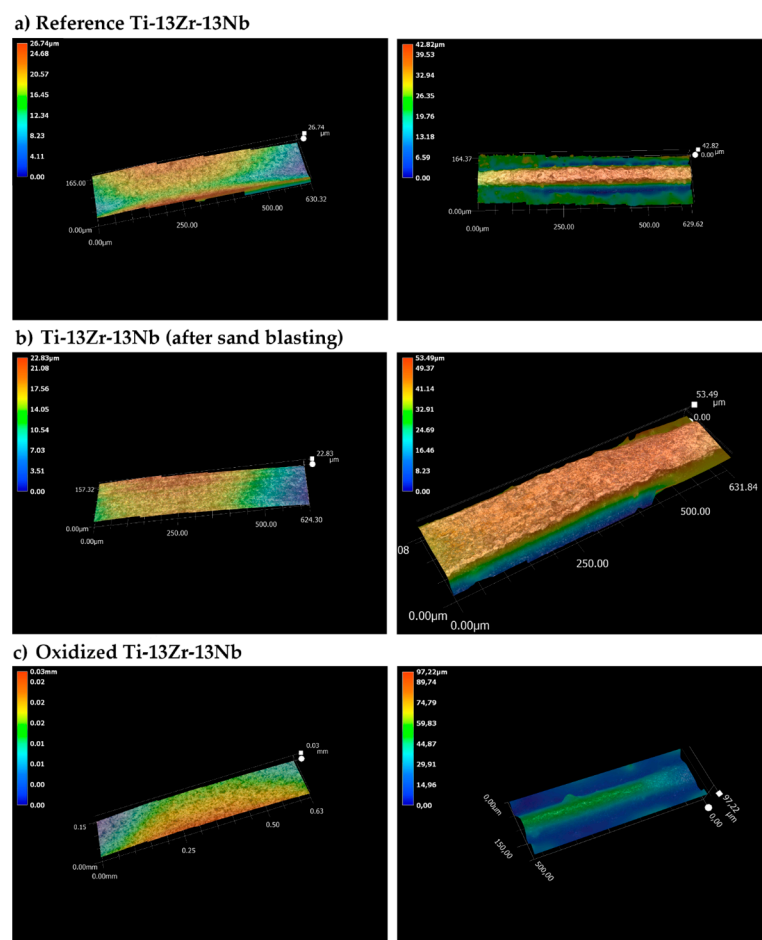 a) Reference Ti-13Zr-13Nb
26.74µm
24.68
20.57
16.45
12.34
8.23
4.11
0.00
26.74
µm
165.00
0.00µm
0.00µm
250.00
500.00
630.32
42.82µm
39.53
32.94
26.35
19.76
13.18
6.59
0.00
42.82
0.00µm
164.37
0.00µm
0.00µm
250.00
500.00
629.62
b) Ti-13Zr-13Nb (after sand blasting)
22.83µm
21.08
17.56
14.05
10.54
7.03
3.51
0.00
22.83
µm
157.32
0.00µm
0.00µm
250.00
500.00
624.30
53.49µm
49.37
41.14
32.91
24.69
16.46
8.23
0.00
53.49
µm
0.00
08
0.00µm
0.00µm
250.00
500.00
631.84
c) Oxidized Ti-13Zr-13Nb
0.03mm
0.02
0.02
0.02
0.01
0.01
0.00
0.00
0.03
mm
0.15
0.00mm
0.00mm
0.25
0.50
0.63
97,22µm
89,74
74,79
59,83
44,87
29,91
14,96
0,00
0,00µm
150,00
500,00
97,22
µm
0,00